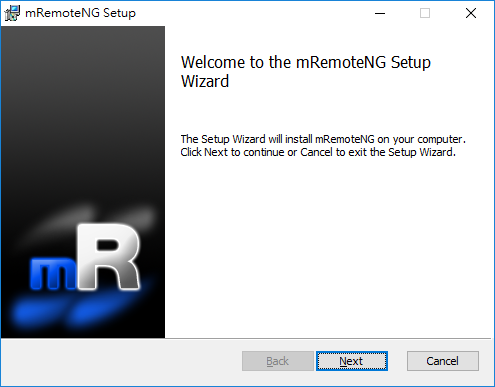 mRemoteNG Setup
Welcome to the mRemoteNG Setup
Wizard
The Setup Wizard will install mRemoteNG on your computer.
Click Next to continue or Cancel to exit the Setup Wizard.
mR
Back
Next
Cancel